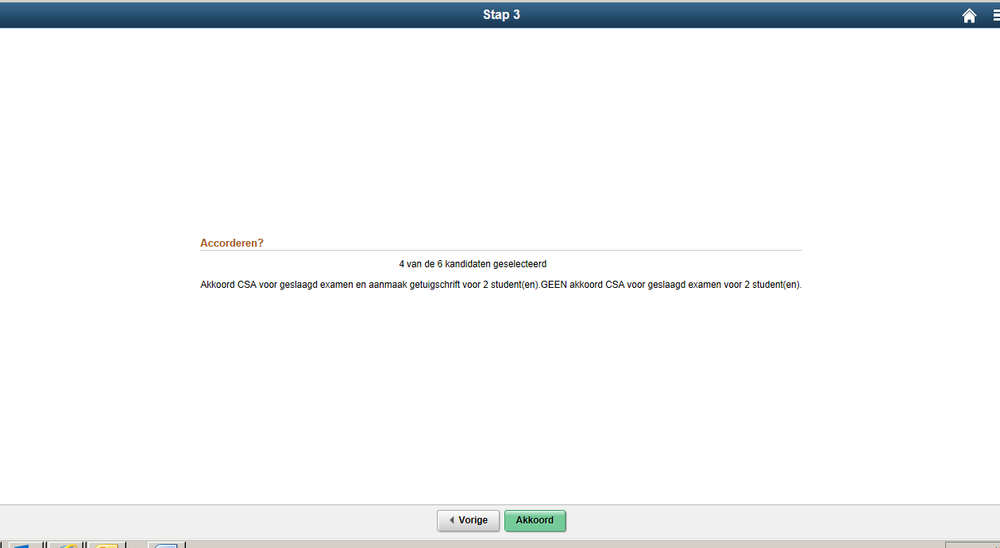 Stap 3
Accorderen?
4 van de 6 kandidaten geselecteerd
Akkoord CSA voor geslaagd examen en aanmaak getuigschrift voor 2 student(en).GEEN akkoord CSA voor geslaagd examen voor 2 student(en).
Vorige
Akkoord